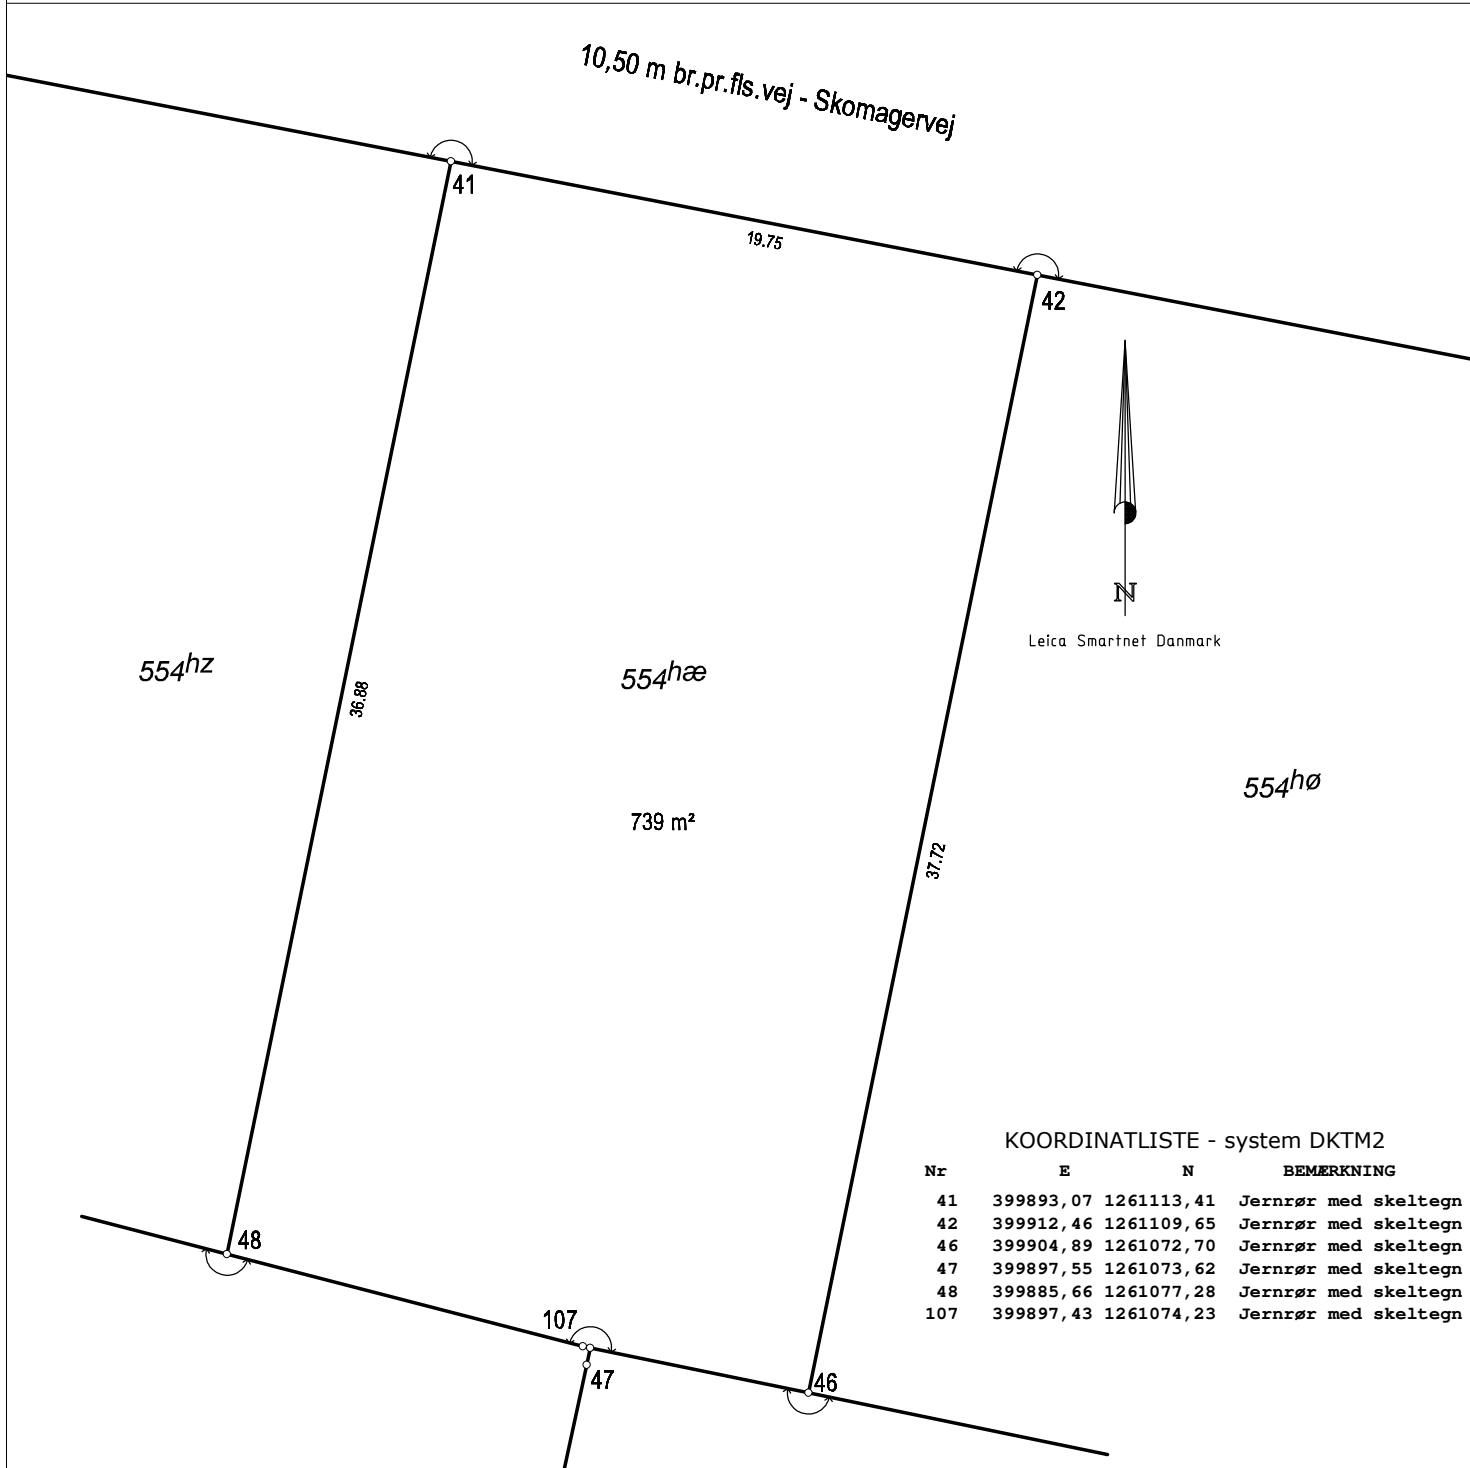 10,50 m br.pr.fls.vej - Skomagervej
41
19.75
42
N
Leica Smartnet Danmark
554hz
36.88
554hæ
554hø
739 m²
37.72
KOORDINATLISTE - system DKTM2
Nr E N BEMÆRKNING
41 399893,07 1261113,41 Jernrør med skeltegn
42 399912,46 1261109,65 Jernrør med skeltegn
46 399904,89 1261072,70 Jernrør med skeltegn
47 399897,55 1261073,62 Jernrør med skeltegn
48 399885,66 1261077,28 Jernrør med skeltegn
107 399897,43 1261074,23 Jernrør med skeltegn
48
107
47
46